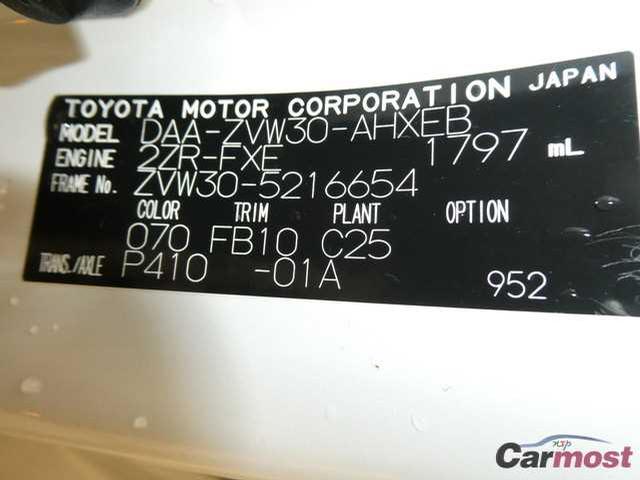 TOYOTA MOTOR CORPORATION JAPAN
MODEL DAA-ZVW30-AHXEB
ENGINE 2ZR-FXE 1797 mL
FRAME No. ZVW30-5216654
COLOR TRIM PLANT OPTION
070 FB10 C25
TRANS./AXLE P410 -01A 952
nsp
Carmost